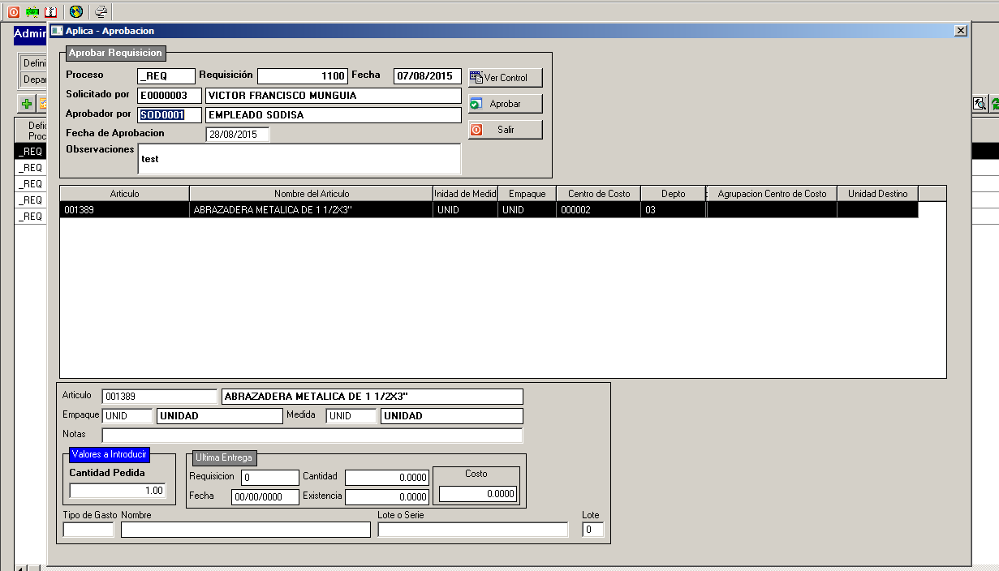 Admir
Aplica - Aprobacion
Defini
Depar
Aprobar Requisicion
Proceso _REQ Requisición 1100 Fecha 07/08/2015 Ver Control
Solicitado por E0000003 VICTOR FRANCISCO MUNGUIA
Aprobador por SOD0001 EMPLEADO SODISA Aprobar
Fecha de Aprobacion 28/08/2015 Salir
Observaciones test
Defic
Proc
_REQ
_REQ
_REQ
_REQ
_REQ
Articulo Nombre del Articulo Inidad de Medid Empaque Centro de Costo Depto Agrupacion Centro de Costo Unidad Destino
001389 ABRAZADERA METALICA DE 1 1/2X3" UNID UNID 000002 03
Articulo 001389 ABRAZADERA METALICA DE 1 1/2X3"
Empaque UNID UNIDAD Medida UNID UNIDAD
Notas
Valores a Introducir Ultima Entrega
Cantidad Pedida Requisicion 0 Cantidad 0.0000 Costo
1.00 Fecha 00/00/0000 Existencia 0.0000 0.0000
Tipo de Gasto Nombre Lote o Serie Lote
0